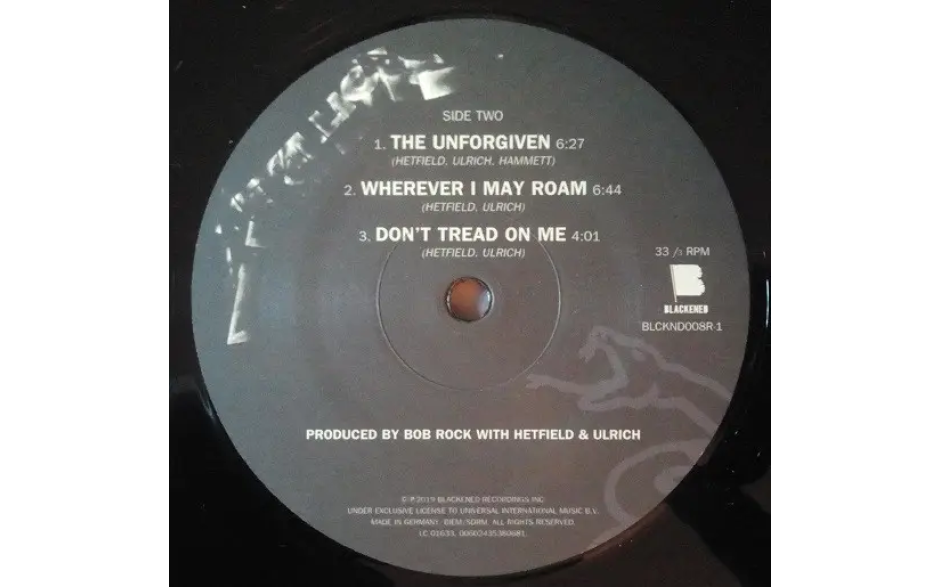 METALLICA
SIDE TWO
1. THE UNFORGIVEN 6:27
(HETFIELD, ULRICH, HAMMETT)
2. WHEREVER I MAY ROAM 6:44
(HETFIELD, ULRICH)
3. DON'T TREAD ON ME 4:01
(HETFIELD, ULRICH)
33 /3 RPM
B
BLACKENED
BLCKND008R-1
PRODUCED BY BOB ROCK WITH HETFIELD & ULRICH
© ℗ 2019 BLACKENED RECORDINGS INC.
UNDER EXCLUSIVE LICENSE TO UNIVERSAL INTERNATIONAL MUSIC B.V.
MADE IN GERMANY. BIEM/SDRM. ALL RIGHTS RESERVED.
LC 01633.